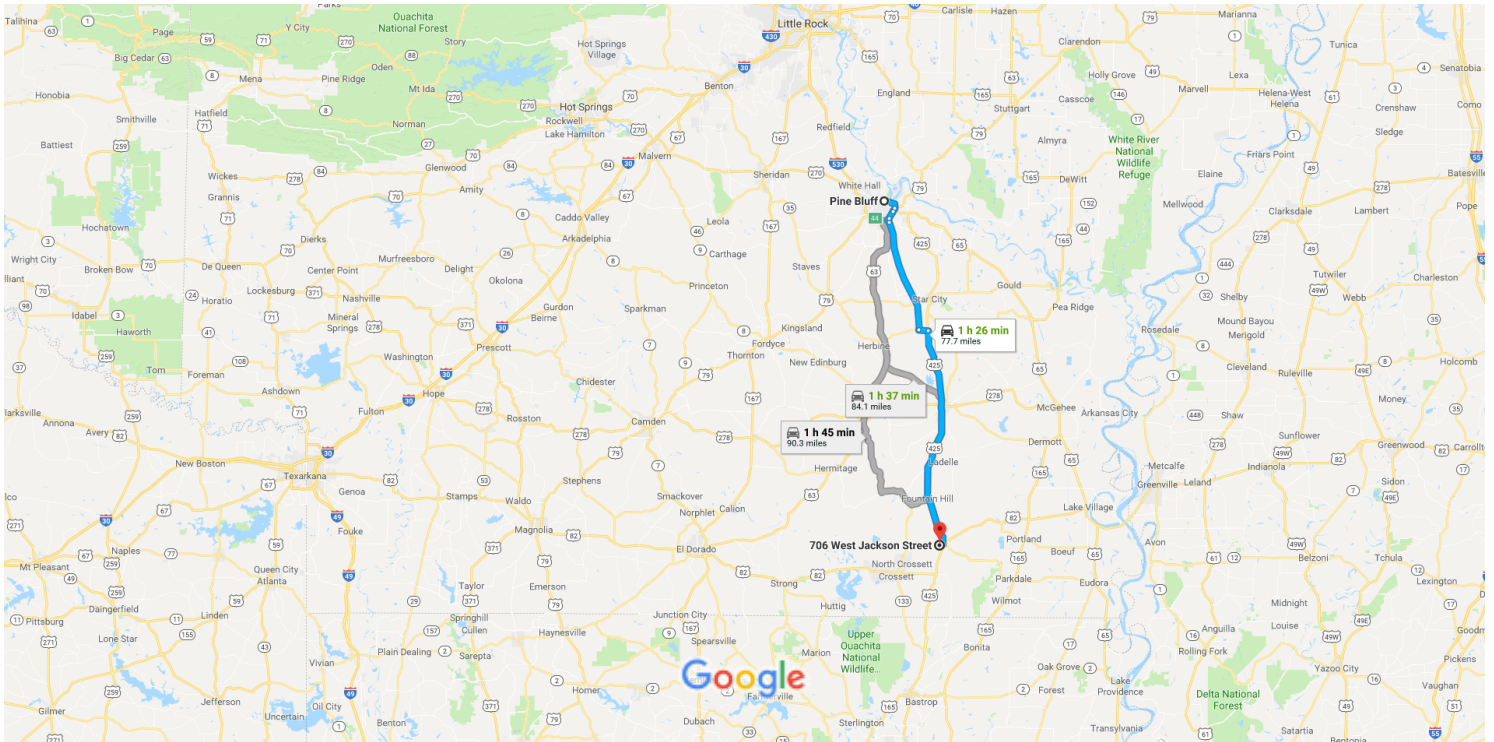 Talihina
Page
Y City
Ouachita
National Forest
Story
Parks
Big Cedar
Mena
Pine Ridge
Oden
Mt Ida
Hot Springs
Village
Little Rock
Carlisle
Hazen
Marianna
Tunica
Senatobia
Honobia
Smithville
Hatfield
Norman
Hot Springs
Rockwell
Lake Hamilton
Benton
England
Stuttgart
Clarendon
Holly Grove
Casscoe
Marvell
Lexa
Helena-West
Helena
Crenshaw
Como
Sledge
Battiest
Wickes
Grannis
Glenwood
Amity
Malvern
Redfield
Sheridan
White Hall
Almyra
DeWitt
White River
National
Wildlife
Refuge
Friars Point
Elaine
Mellwood
Clarksdale
Lambert
Batesville
Pope
Hochatown
Caddo Valley
Arkadelphia
Leola
Pine Bluff
Wright City
Broken Bow
Dierks
De Queen
Murfreesboro
Delight
Okolona
Center Point
Lockesburg
Nashville
Carthage
Princeton
Staves
Star City
Gould
Pea Ridge
Tutwiler
Webb
Charleston
Shelby
Idabel
Haworth
Horatio
Mineral
Springs
Gurdon
Beirne
Sparkman
Kingsland
Fordyce
Thornton
New Edinburg
Herbine
1 h 26 min
77.7 miles
Rosedale
Mound Bayou
Merigold
Cleveland
Ruleville
Holcomb
Tom
Foreman
Washington
Prescott
Ashdown
Hope
Fulton
Rosston
Chidester
Camden
1 h 37 min
84.1 miles
1 h 45 min
90.3 miles
McGehee
Arkansas City
Dermott
Shaw
Money
Clarksville
Annona
Avery
New Boston
Texarkana
Genoa
Stamps
Waldo
Stephens
Smackover
Norphlet
Calion
Hermitage
Ladelle
Fountain Hill
Metcalfe
Greenville
Leland
Indianola
Sunflower
Greenwood
Sidon
Lake Village
Fouke
Magnolia
El Dorado
706 West Jackson Street
Portland
Boeuf
Avon
Belzoni
Tchula
Mt Pleasant
Naples
Queen City
Atlanta
Taylor
Emerson
Strong
North Crossett
Crossett
Parkdale
Eudora
Wilmot
Lexington
Daingerfield
Linden
Pittsburg
Lone Star
Springhill
Cullen
Haynesville
Junction City
Huttig
Midnight
Louise
Anguilla
Rolling Fork
Vivian
Plain Dealing
Sarepta
Spearsville
Marion
Upper
Ouachita
National
Wildlife...
Bonita
Oak Grove
Yazoo City
Pickens
Google
Gilmer
Jefferson
Uncertain
Oil City
Benton
Homer
Dubach
Sterlington
Bastrop
Forest
Lake
Providence
Transylvania
Delta National
Forest
Satartia
Bentonia
Vaughan